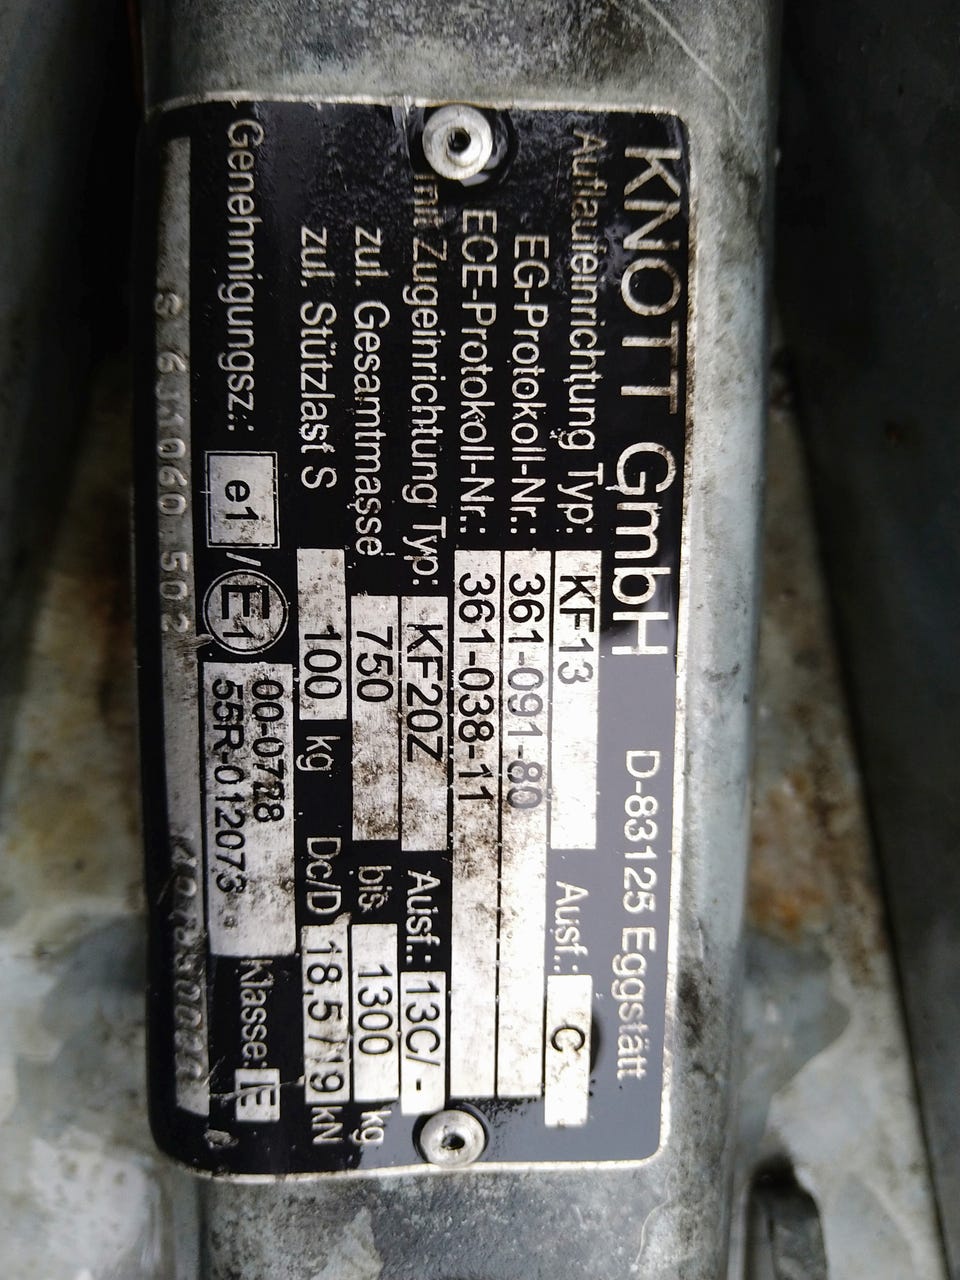 KNOTT GmbH D-83125 Eggstätt
Auflaufeinrichtung Typ: KF13 Ausf.: C
EG-Protokoll-Nr.: 361-091-80
ECE-Protokoll-Nr.: 361-038-11
mit Zugeinrichtung Typ: KF20Z Ausf.: 13C/-
zul. Gesamtmasse 750 bis 1300 kg
zul. Stützlast S 100 kg Dc/D 18,5 / 19 kN
Genehmigungsz.: e1 / E1 00-0728 Klasse: E
55R-012073